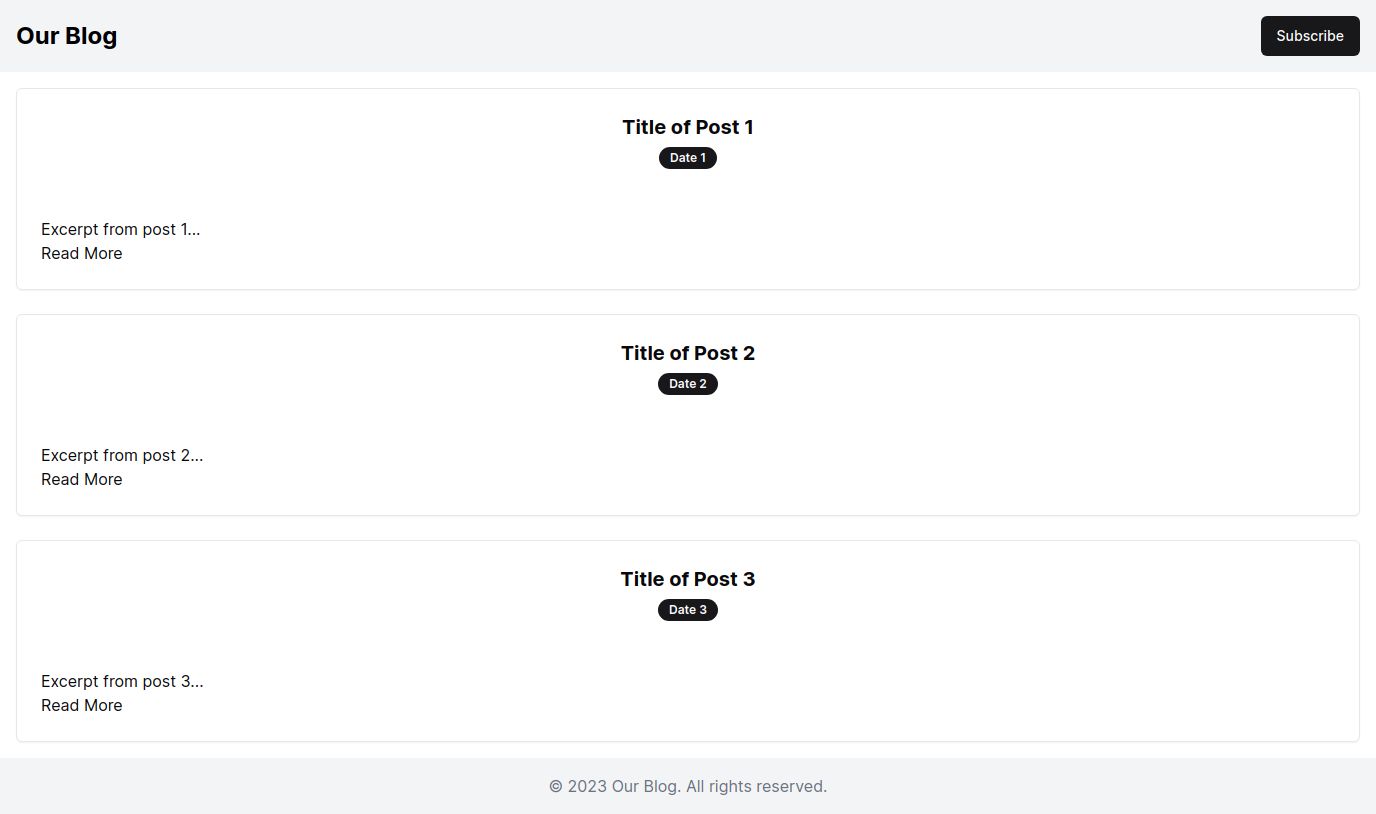 Our Blog
Subscribe
Title of Post 1
Date 1
Excerpt from post 1...
Read More
Title of Post 2
Date 2
Excerpt from post 2...
Read More
Title of Post 3
Date 3
Excerpt from post 3...
Read More
© 2023 Our Blog. All rights reserved.